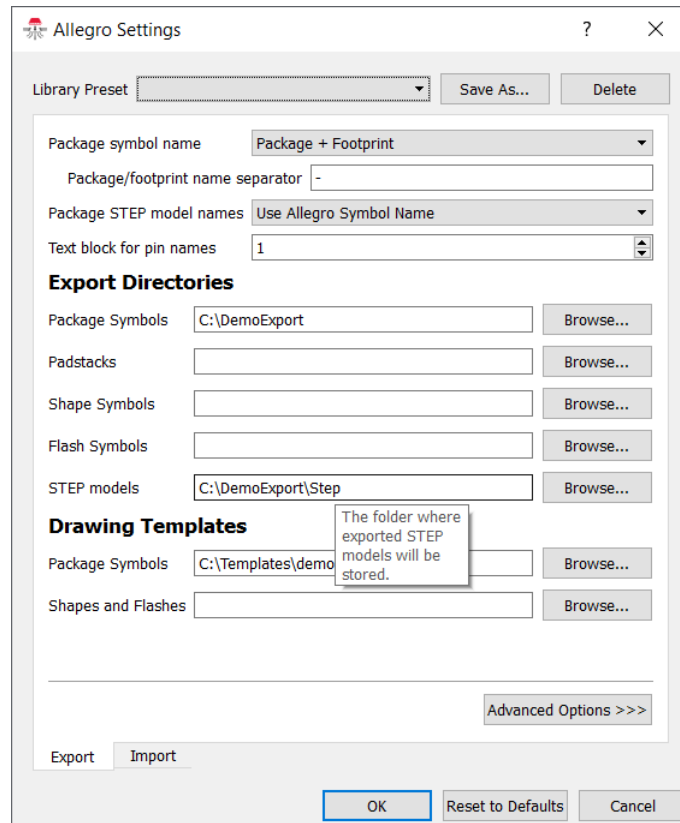 Allegro Settings
?
Library Preset
Save As...
Delete
Package symbol name
Package + Footprint
Package/footprint name separator
-
Package STEP model names
Use Allegro Symbol Name
Text block for pin names
1
Export Directories
Package Symbols
C:\DemoExport
Browse...
Padstacks
Browse...
Shape Symbols
Browse...
Flash Symbols
Browse...
STEP models
C:\DemoExport\Step
Browse...
The folder where
exported STEP
models will be
stored.
Drawing Templates
Package Symbols
C:\Templates\demo
Browse...
Shapes and Flashes
Browse...
Advanced Options >>>
Export
Import
OK
Reset to Defaults
Cancel